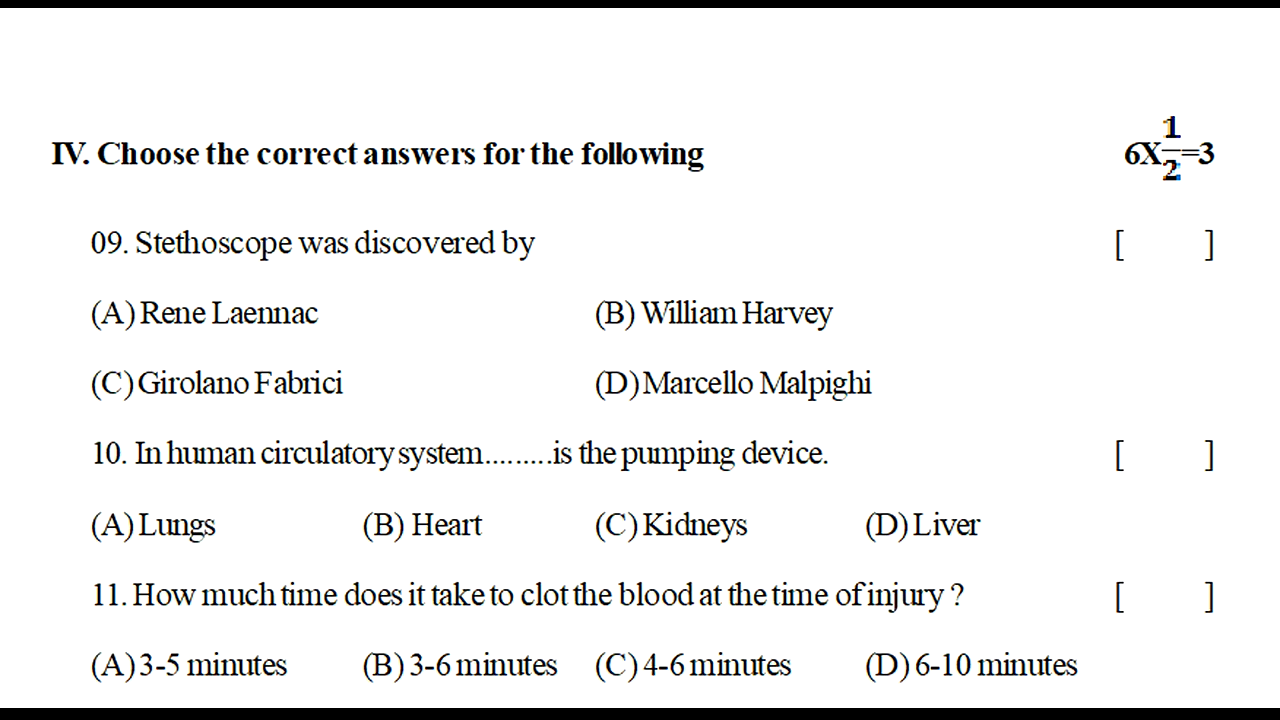 IV. Choose the correct answers for the following 6X1/2=3
09. Stethoscope was discovered by [ ]
(A) Rene Laennac (B) William Harvey
(C) Girolano Fabrici (D) Marcello Malpighi
10. In human circulatory system.........is the pumping device. [ ]
(A) Lungs (B) Heart (C) Kidneys (D) Liver
11. How much time does it take to clot the blood at the time of injury ? [ ]
(A) 3-5 minutes (B) 3-6 minutes (C) 4-6 minutes (D) 6-10 minutes